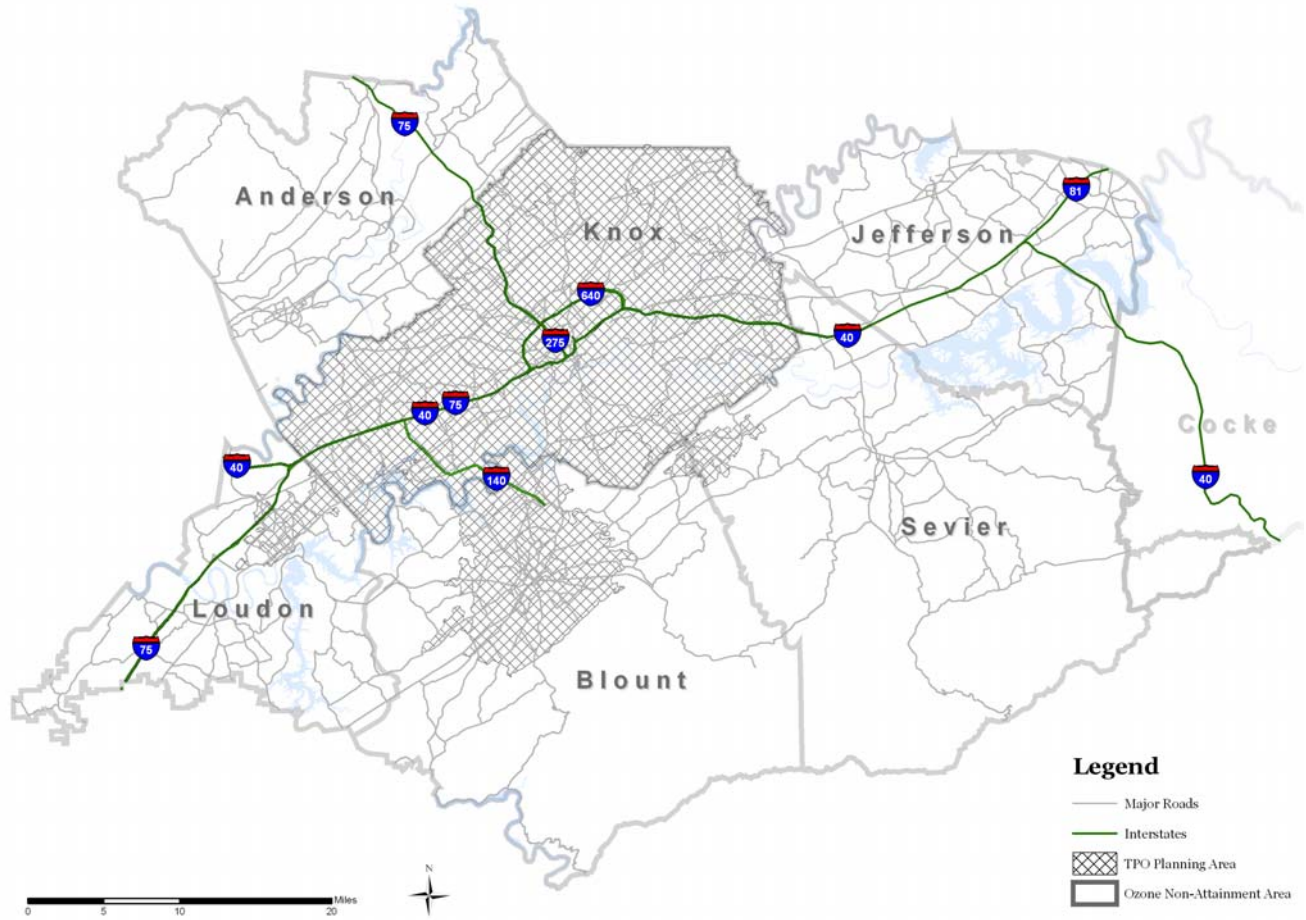 75
Anderson
Knox
81
Jefferson
640
275
40
40
75
Cocke
40
140
40
Sevier
Loudon
75
Blount
Legend
Major Roads
Interstates
TPO Planning Area
Ozone Non-Attainment Area
N
Miles
0 5 10 20